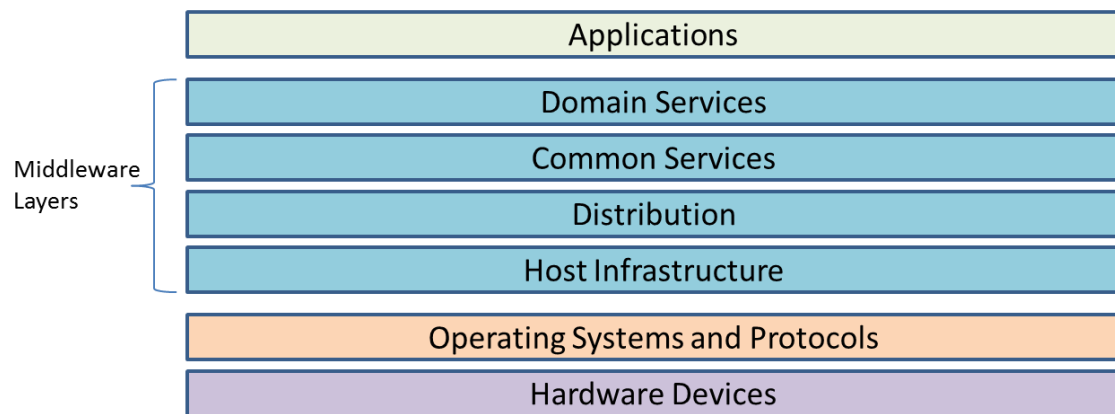 Applications
Domain Services
Common Services
Middleware
Layers
Distribution
Host Infrastructure
Operating Systems and Protocols
Hardware Devices